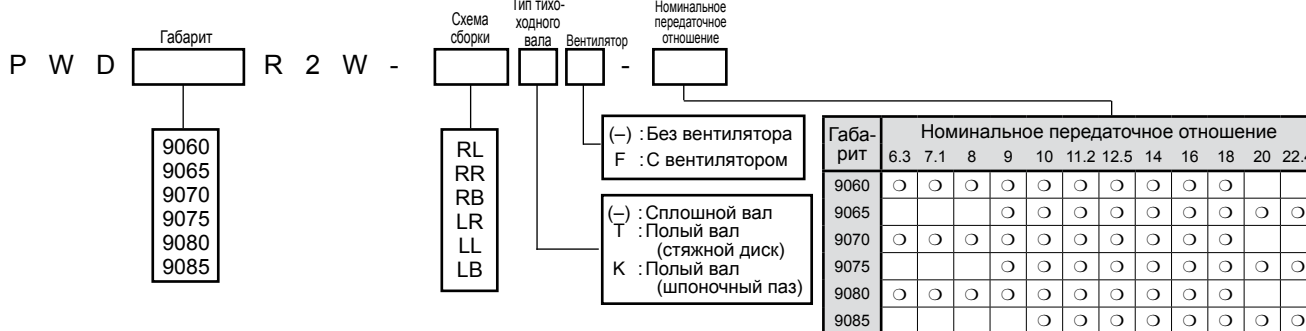 Габарит
Схема
сборки
Тип тихо-
ходного
вала
Вентилятор
Номинальное
передаточное
отношение
P W D R 2 W - -
9060
9065
9070
9075
9080
9085
RL
RR
RB
LR
LL
LB
(–) : Без вентилятора
F : С вентилятором
(–) : Сплошной вал
T : Полый вал
(стяжной диск)
K : Полый вал
(шпоночный паз)
Габа-
рит
Номинальное передаточное отношение
6.3 7.1 8 9 10 11.2 12.5 14 16 18 20 22.4
9060 ❍ ❍ ❍ ❍ ❍ ❍ ❍ ❍ ❍ ❍
9065 ❍ ❍ ❍ ❍ ❍ ❍ ❍ ❍ ❍
9070 ❍ ❍ ❍ ❍ ❍ ❍ ❍ ❍ ❍ ❍
9075 ❍ ❍ ❍ ❍ ❍ ❍ ❍ ❍ ❍
9080 ❍ ❍ ❍ ❍ ❍ ❍ ❍ ❍ ❍ ❍
9085 ❍ ❍ ❍ ❍ ❍ ❍ ❍ ❍